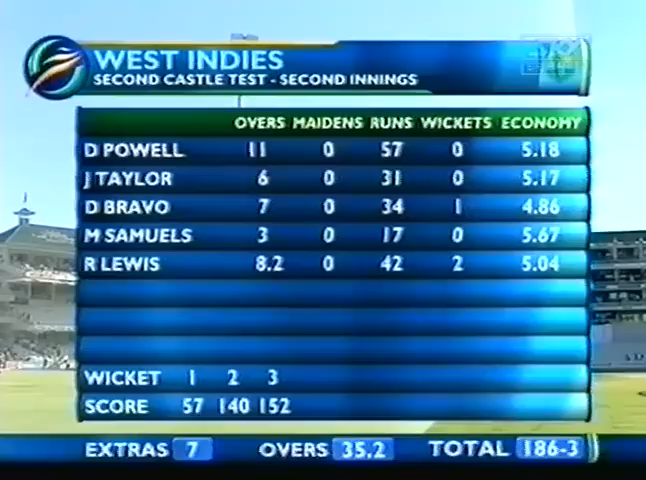 WEST INDIES
SECOND CASTLE TEST - SECOND INNINGS
OVERS MAIDENS RUNS WICKETS ECONOMY
D POWELL 11 0 57 0 5.18
J TAYLOR 6 0 31 0 5.17
D BRAVO 7 0 34 1 4.86
M SAMUELS 3 0 17 0 5.67
R LEWIS 8.2 0 42 2 5.04
WICKET 1 2 3
SCORE 57 140 152
EXTRAS 7 OVERS 35.2 TOTAL 186-3